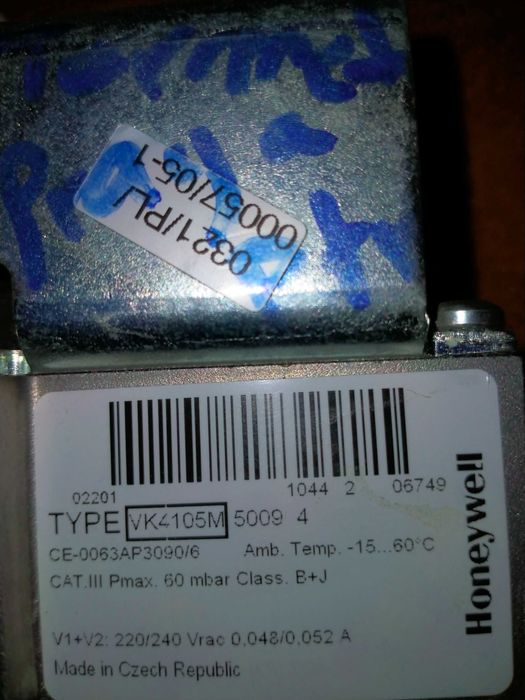 0321/PU
00057/05-1
02201 1044 2 06749
TYPE VK4105M 5009 4
CE-0063AP3090/6 Amb. Temp. -15...60°C
CAT.III Pmax. 60 mbar Class. B+J
V1+V2: 220/240 Vrac 0,048/0,052 A
Made in Czech Republic
Honeywell